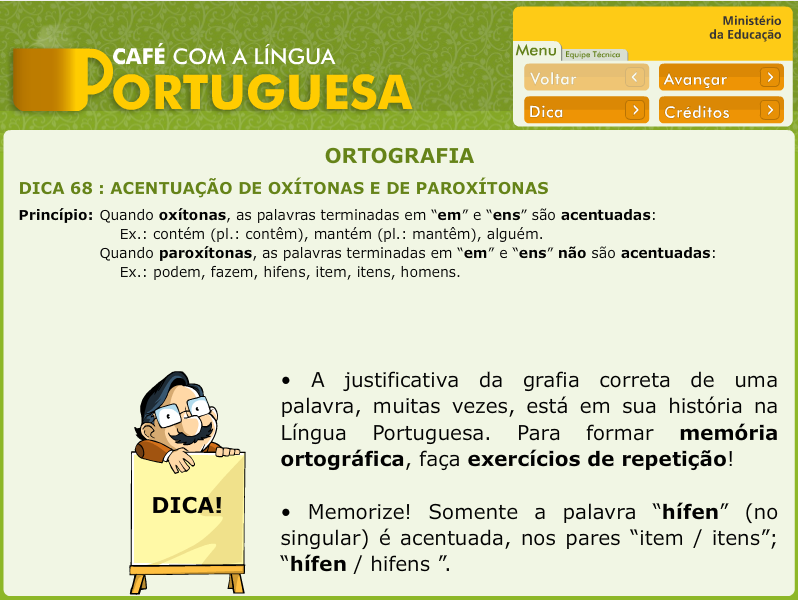 CAFÉ COM A LÍNGUA
PORTUGUESA
Ministério
da Educação
Menu
Equipe Técnica
Voltar
Avançar
Dica
Créditos
ORTOGRAFIA
DICA 68 : ACENTUAÇÃO DE OXÍTONAS E DE PAROXÍTONAS
Princípio: Quando oxítonas, as palavras terminadas em “em” e “ens” são acentuadas:
Ex.: contém (pl.: contêm), mantém (pl.: mantêm), alguém.
Quando paroxítonas, as palavras terminadas em “em” e “ens” não são acentuadas:
Ex.: podem, fazem, hifens, item, itens, homens.
• A justificativa da grafia correta de uma
palavra, muitas vezes, está em sua história na
Língua Portuguesa. Para formar memória
ortográfica, faça exercícios de repetição!
DICA!
• Memorize! Somente a palavra “hífen” (no
singular) é acentuada, nos pares “item / itens”;
“hífen / hifens ”.